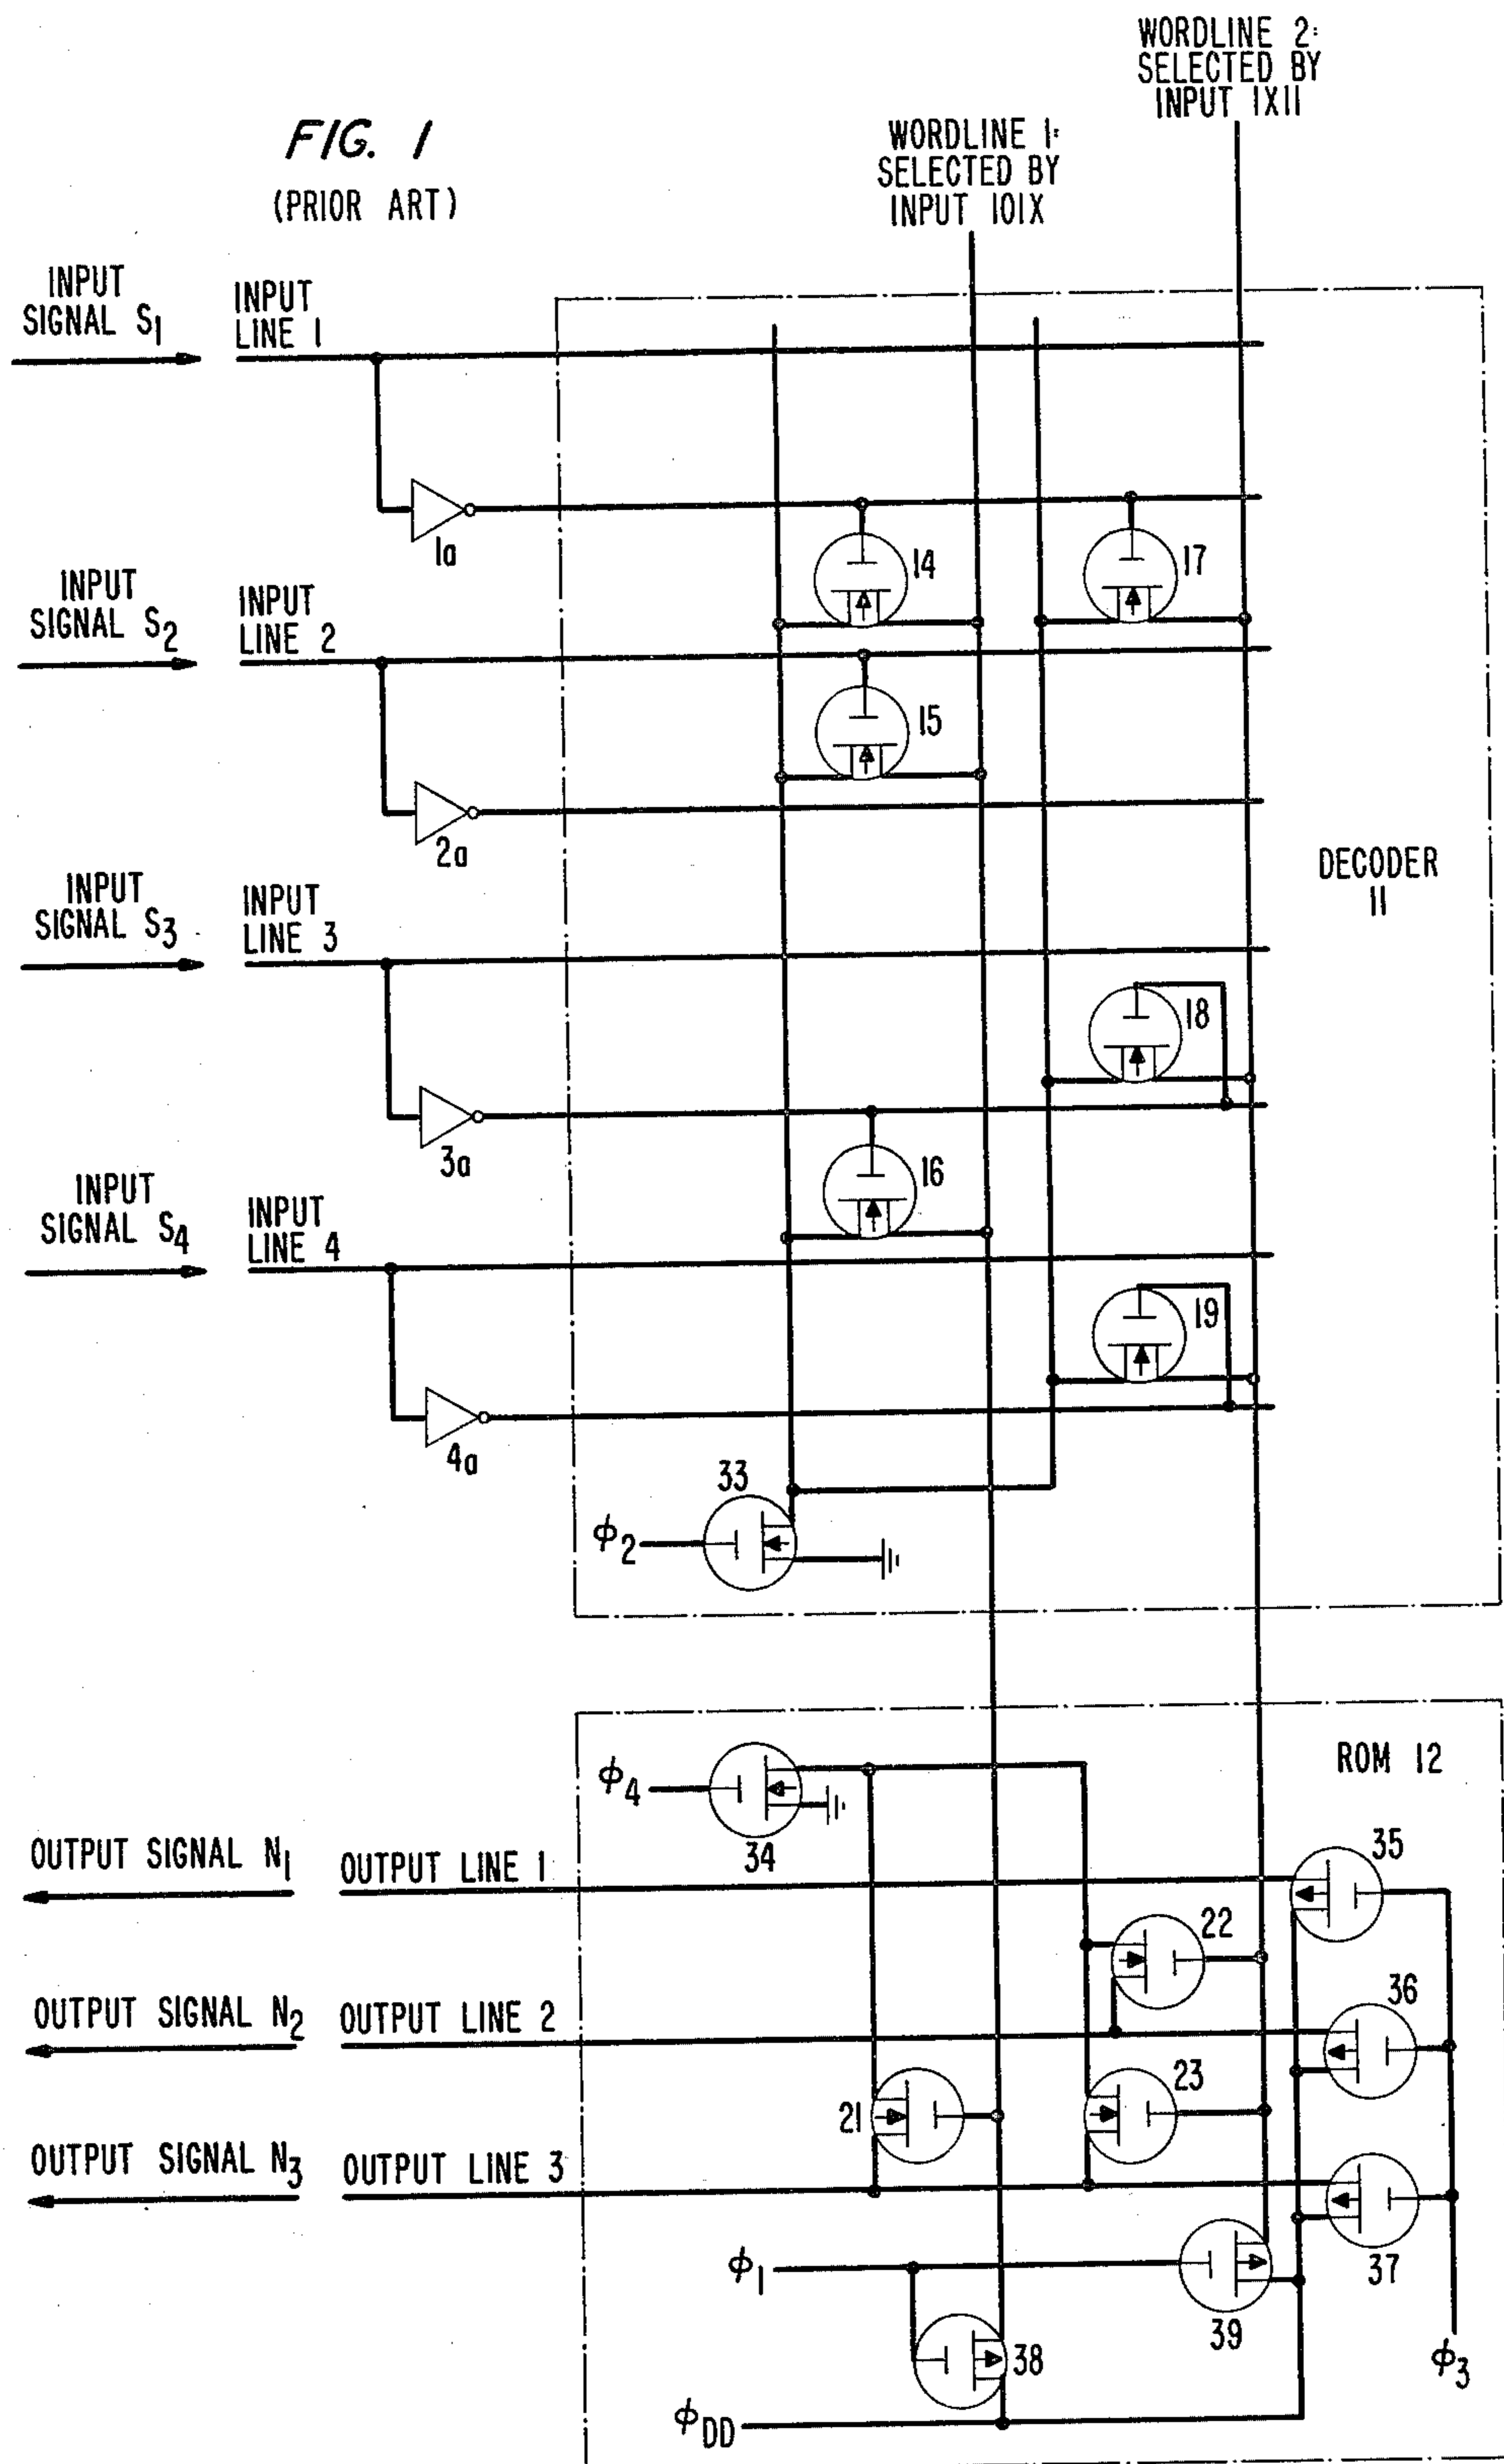 WORDLINE 2:
SELECTED BY
INPUT 1X11
FIG. 1
(PRIOR ART)
WORDLINE 1:
SELECTED BY
INPUT 101X
INPUT
SIGNAL S1
INPUT
LINE 1
1a
14
17
INPUT
SIGNAL S2
INPUT
LINE 2
15
2a
DECODER
11
INPUT
SIGNAL S3
INPUT
LINE 3
18
3a
16
INPUT
SIGNAL S4
INPUT
LINE 4
19
4a
33
ϕ2
ROM 12
ϕ4
34
35
OUTPUT SIGNAL N1
OUTPUT LINE 1
22
36
OUTPUT SIGNAL N2
OUTPUT LINE 2
21
23
OUTPUT SIGNAL N3
OUTPUT LINE 3
37
ϕ1
39
38
ϕ3
ϕDD